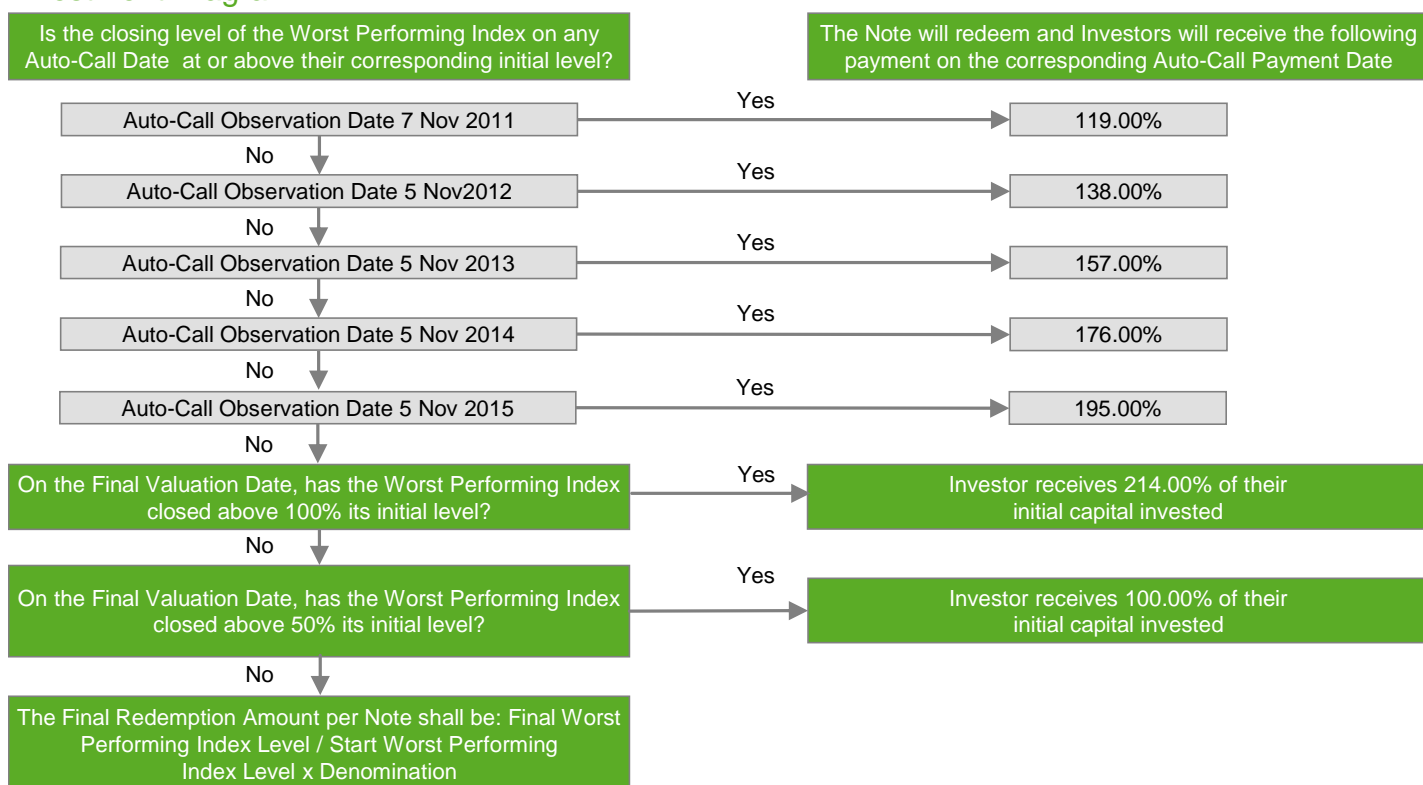 Is the closing level of the Worst Performing Index on any
Auto-Call Date at or above their corresponding initial level?
The Note will redeem and Investors will receive the following
payment on the corresponding Auto-Call Payment Date
Auto-Call Observation Date 7 Nov 2011
Yes
119.00%
No
Auto-Call Observation Date 5 Nov2012
Yes
138.00%
No
Auto-Call Observation Date 5 Nov 2013
Yes
157.00%
No
Auto-Call Observation Date 5 Nov 2014
Yes
176.00%
No
Auto-Call Observation Date 5 Nov 2015
Yes
195.00%
No
On the Final Valuation Date, has the Worst Performing Index
closed above 100% its initial level?
Yes
Investor receives 214.00% of their
initial capital invested
No
On the Final Valuation Date, has the Worst Performing Index
closed above 50% its initial level?
Yes
Investor receives 100.00% of their
initial capital invested
No
The Final Redemption Amount per Note shall be: Final Worst
Performing Index Level / Start Worst Performing
Index Level x Denomination